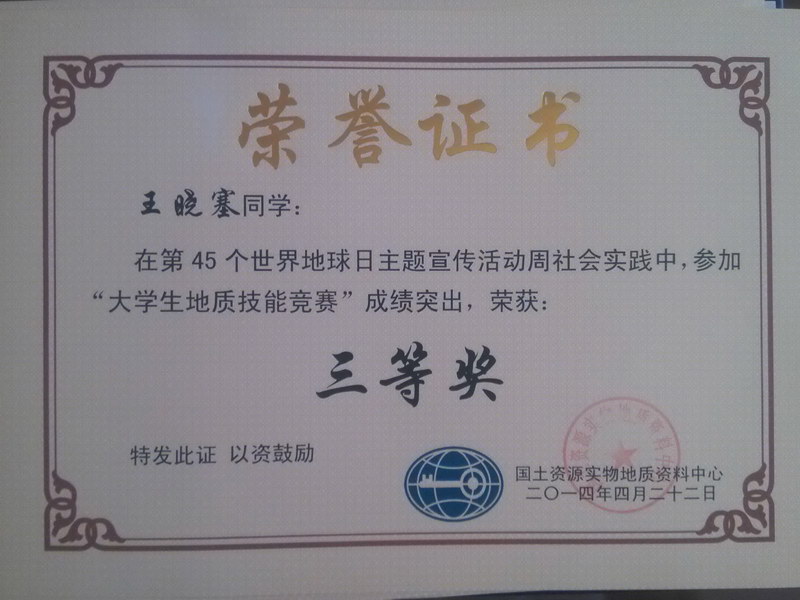 荣誉证书
王晓塞同学：
在第45个世界地球日主题宣传活动周社会实践中，参加
“大学生地质技能竞赛”成绩突出，荣获：
三等奖
特发此证 以资鼓励
国土资源实物地质资料中心
二〇一四年四月二十二日